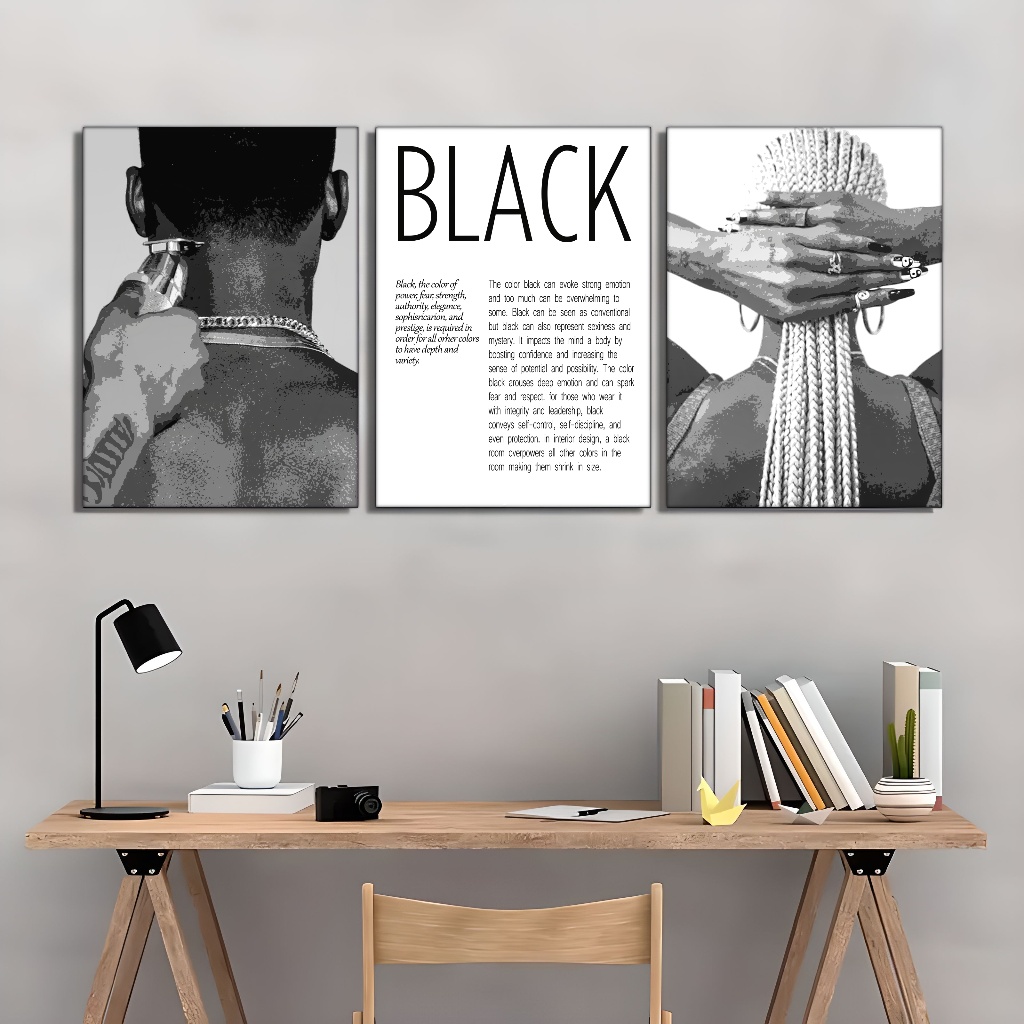 BLACK
Black, the color of
power, fear, strength,
authority, elegance,
sophisricarion, and
presrige, is required in
order for all orher colors
to have deprh and
variery.
The color black can evoke strong emotion
and too much can be overwhelming to
some. Black can be seen as conventional
but black can also represent sexiness and
mystery. It impacts the mind a body by
boosting confidence and increasing the
sense of potential and possibility. The color
black arouses deep emotion and can spark
fear and respect. for those who wear it
with integrity and leadership, black
conveys self-control, self-discipline, and
even protection. In interior design, a black
room overpowers all other colors in the
room making them shrink in size.